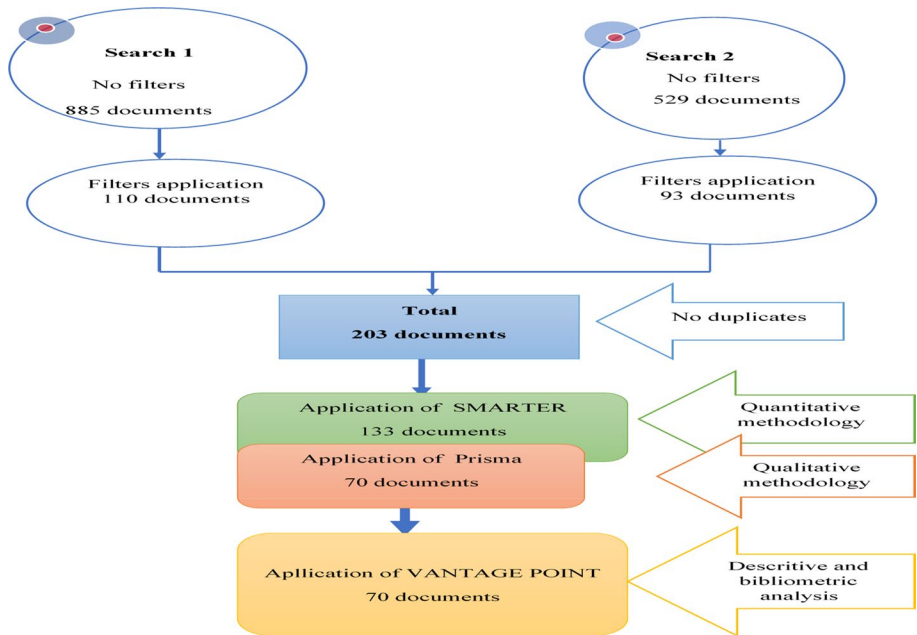 Search 1
No filters
885 documents
Search 2
No filters
529 documents
Filters application
110 documents
Filters application
93 documents
Total
203 documents
No duplicates
Application of SMARTER
133 documents
Quantitative
methodology
Application of Prisma
70 documents
Qualitative
methodology
Apllication of VANTAGE POINT
70 documents
Descritive and
bibliometric
analysis